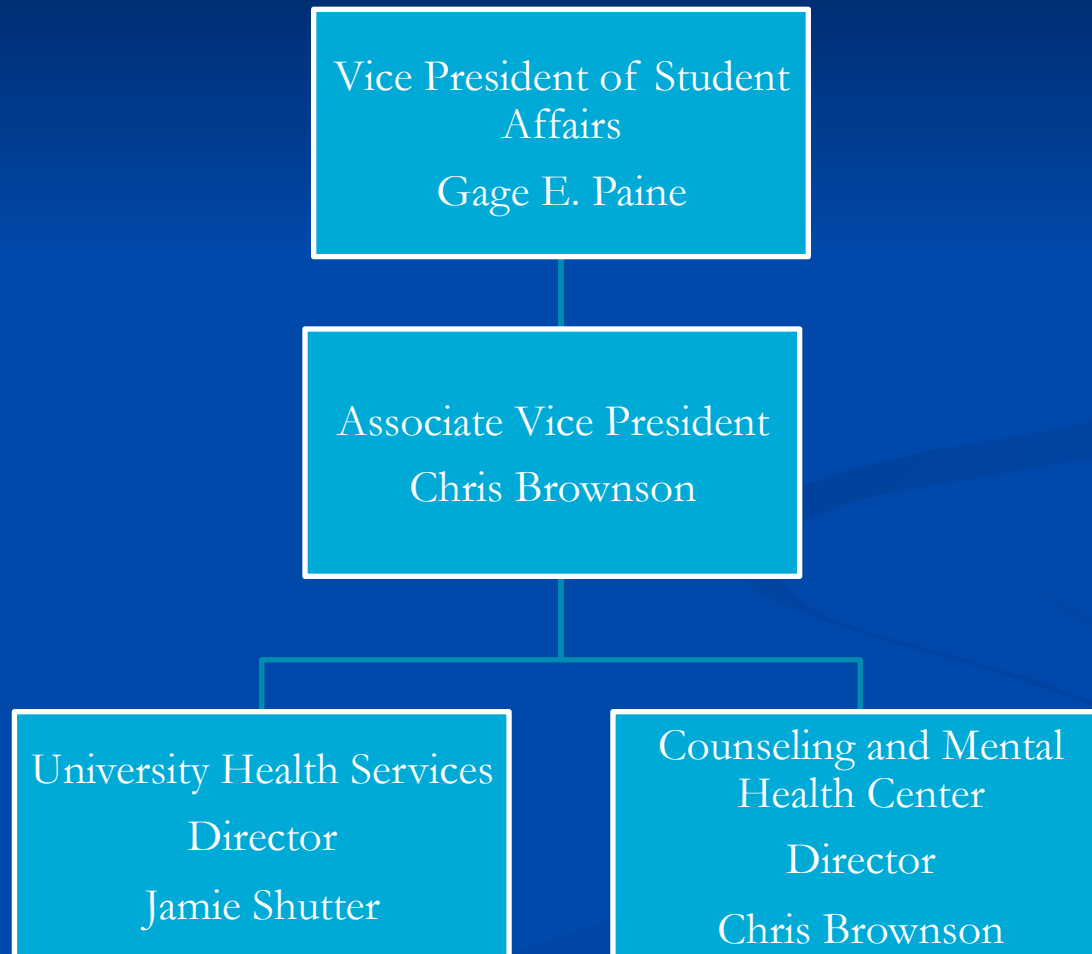 Vice President of Student
Affairs
Gage E. Paine
Associate Vice President
Chris Brownson
University Health Services
Director
Jamie Shutter
Counseling and Mental
Health Center
Director
Chris Brownson